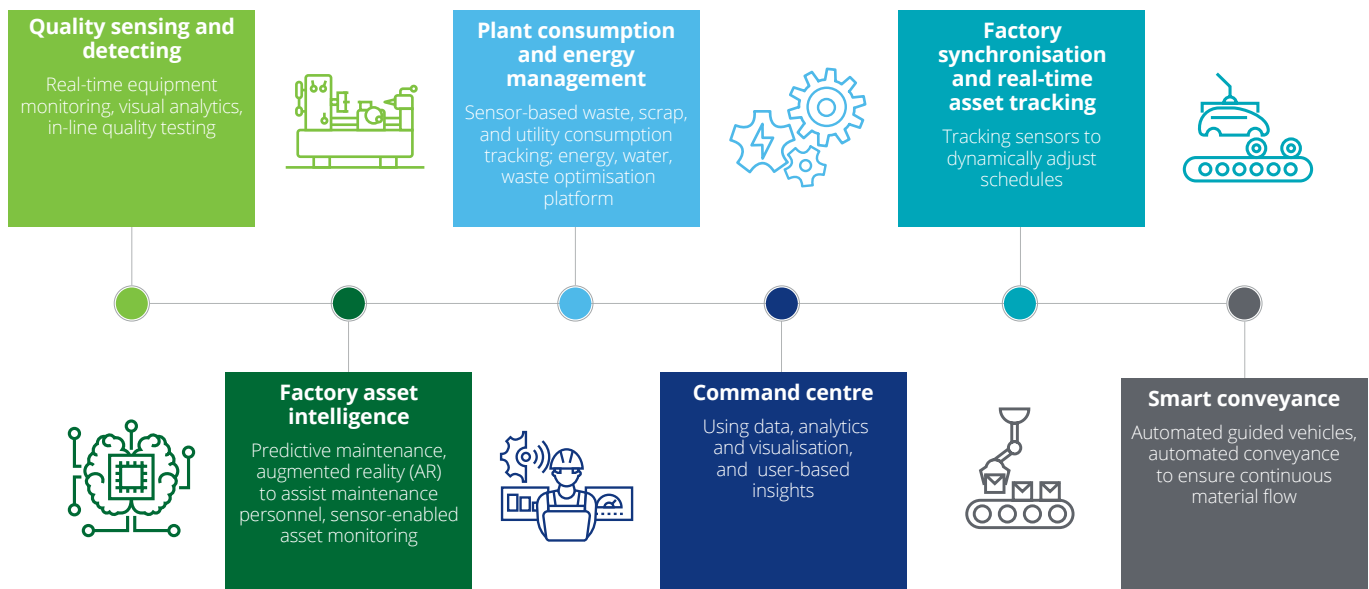 Quality sensing and
detecting
Real-time equipment
monitoring, visual analytics,
in-line quality testing
Plant consumption
and energy
management
Sensor-based waste, scrap,
and utility consumption
tracking; energy, water,
waste optimisation
platform
Factory
synchronisation
and real-time
asset tracking
Tracking sensors to
dynamically adjust
schedules
Factory asset
intelligence
Predictive maintenance,
augmented reality (AR)
to assist maintenance
personnel, sensor-enabled
asset monitoring
Command centre
Using data, analytics
and visualisation,
and user-based
insights
Smart conveyance
Automated guided vehicles,
automated conveyance
to ensure continuous
material flow